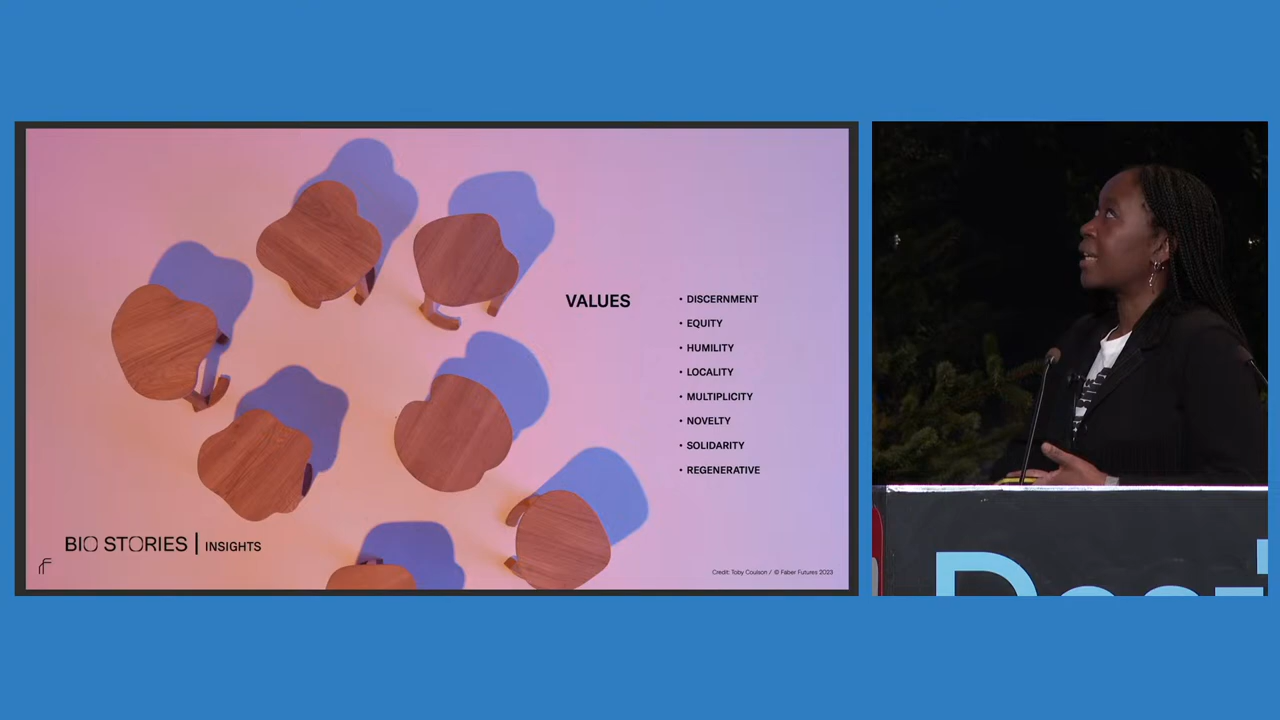 VALUES
• DISCERNMENT
• EQUITY
• HUMILITY
• LOCALITY
• MULTIPLICITY
• NOVELTY
• SOLIDARITY
• REGENERATIVE
BIO STORIES | INSIGHTS
Credit: Toby Coulson / © Faber Futures 2023